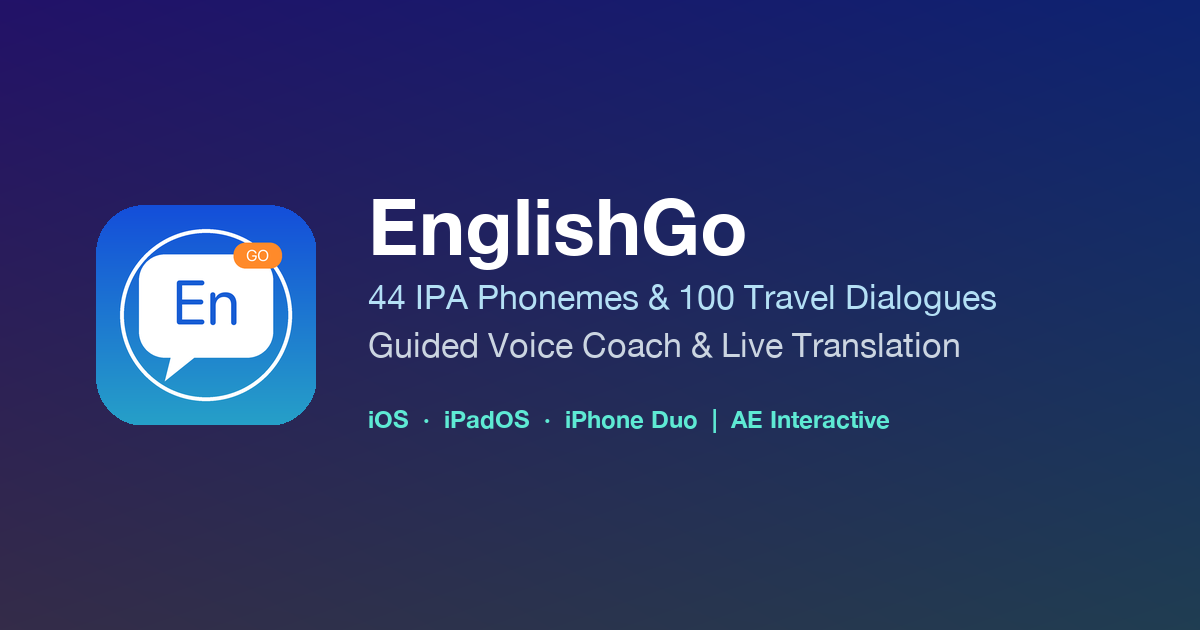 GO
En
EnglishGo
44 IPA Phonemes & 100 Travel Dialogues
Guided Voice Coach & Live Translation
iOS · iPadOS · iPhone Duo | AE Interactive